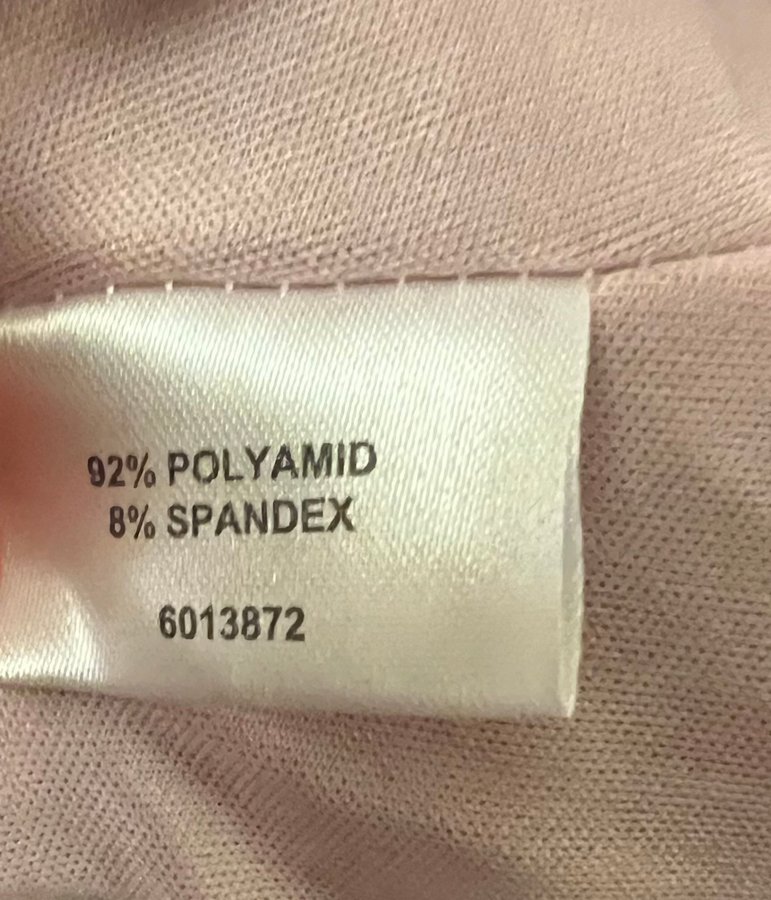 92% POLYAMID
8% SPANDEX
6013872